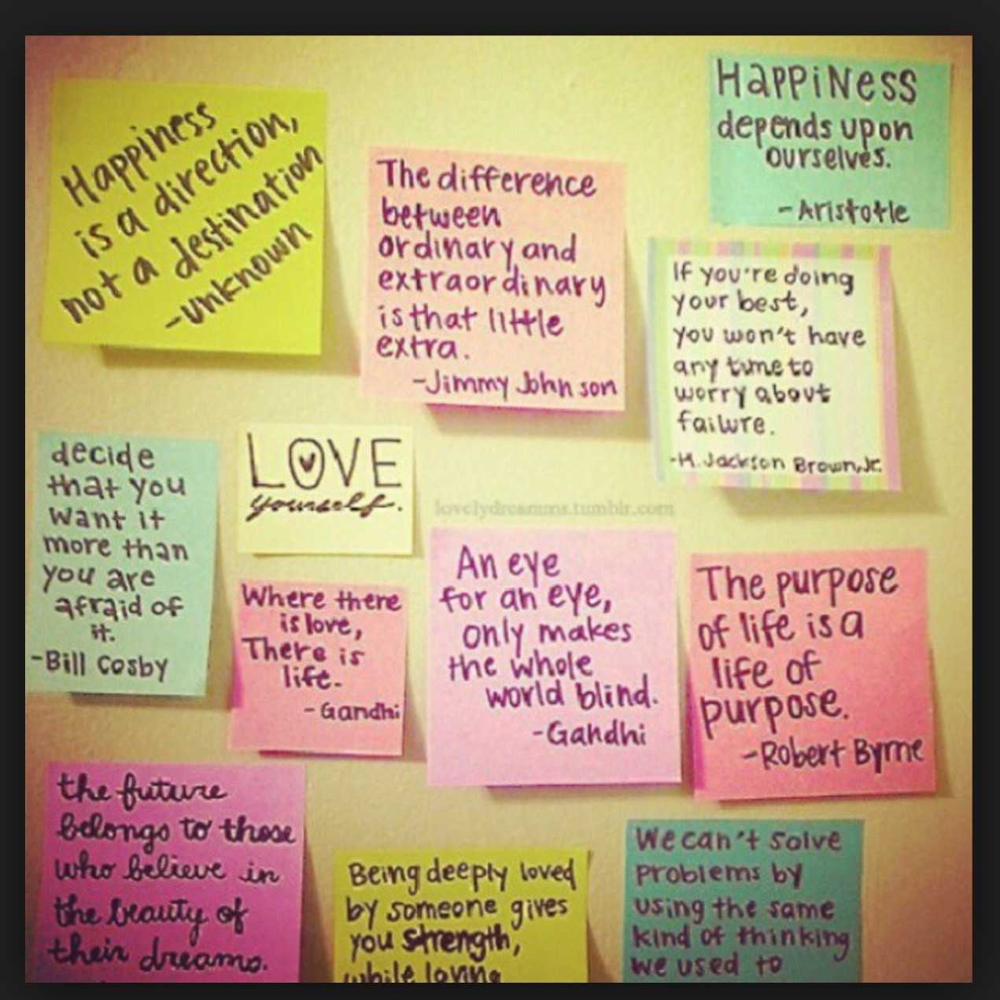 Happiness
is a direction,
not a destination
-unknown
The difference
between
ordinary and
extraordinary
is that little
extra.
-Jimmy Johnson
HAPPiNess
depends upon
ourselves.
-Aristotle
If you're doing
your best,
you won't have
any time to
worry about
failure.
-H. Jackson Brown, Jr.
decide
that you
want it
more than
you are
afraid of
it.
-Bill Cosby
LOVE
yourself.
lovelydreamms.tumblr.com
Where there
is love,
There is
life.
-Gandhi
An eye
for an eye,
only makes
the whole
world blind.
-Gandhi
The purpose
of life is a
life of
purpose.
-Robert Byrne
the future
belongs to those
who believe in
the beauty of
their dreams.
Being deeply loved
by someone gives
you strength,
while loving
We can't solve
problems by
using the same
kind of thinking
we used to